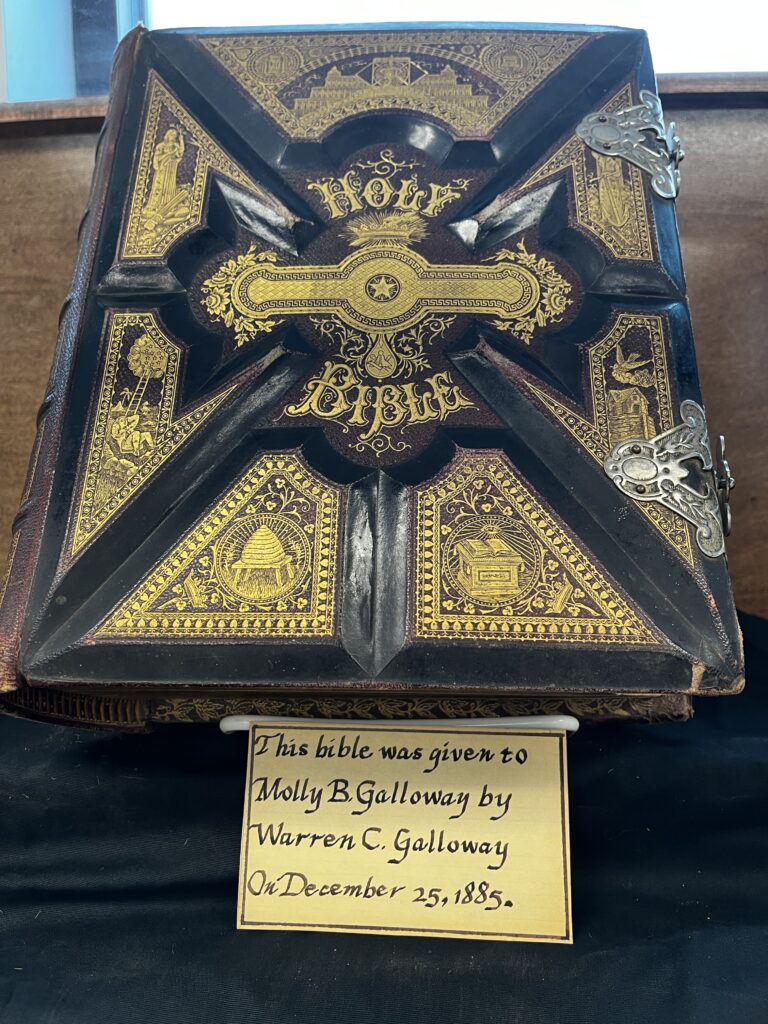 HOLY
BIBLE
This bible was given to
Molly B. Galloway by
Warren C. Galloway
On December 25, 1885.